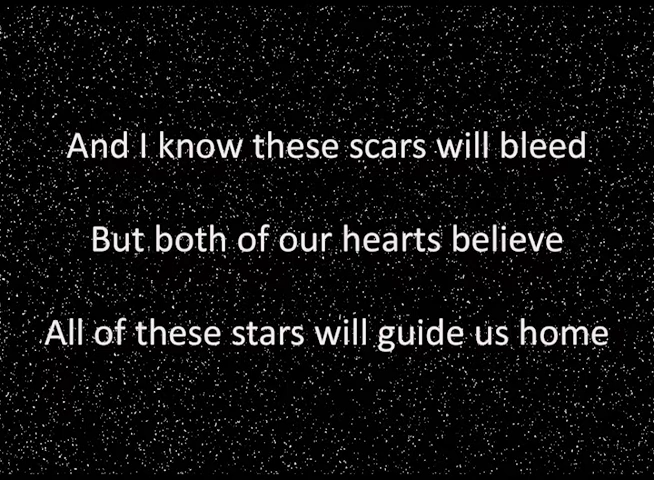 And I know these scars will bleed
But both of our hearts believe
All of these stars will guide us home